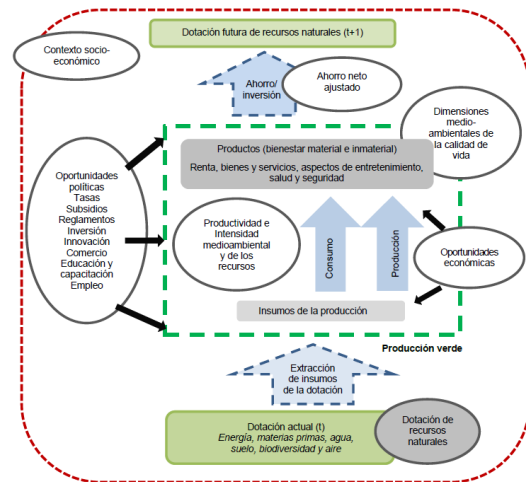 Dotación futura de recursos naturales (t+1)
Contexto socio-
económico
Ahorro/
inversión
Ahorro neto
ajustado
Dimensiones
medio-
ambientales de
la calidad de
vida
Productos (bienestar material e inmaterial)
Renta, bienes y servicios, aspectos de entretenimiento,
salud y seguridad
Oportunidades
políticas
Tasas
Subsidios
Reglamentos
Inversión
Innovación
Comercio
Educación y
capacitación
Empleo
Productividad e
Intensidad
medioambiental
y de los
recursos
Consumo
Producción
Oportunidades
económicas
Insumos de la producción
Producción verde
Extracción
de insumos
de la dotación
Dotación actual (t)
Energía, materias primas, agua,
suelo, biodiversidad y aire
Dotación de
recursos
naturales